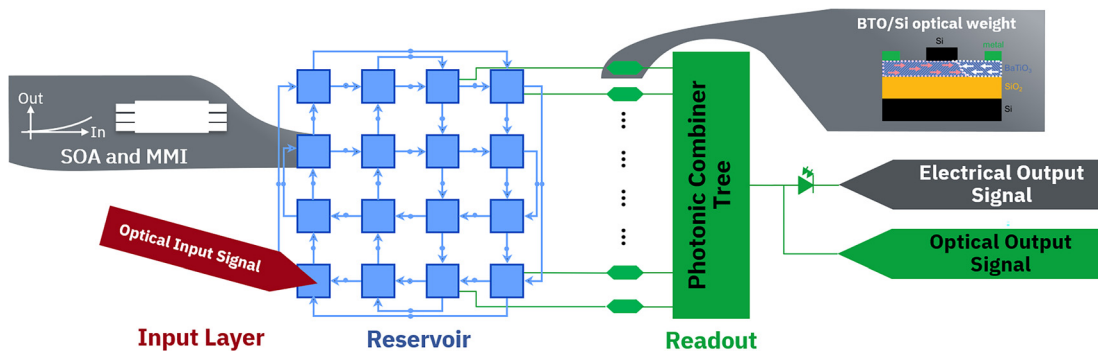 BTO/Si optical weight
Si
metal
BaTiO₃
SiO₂
Si
Out
In
SOA and MMI
Optical Input Signal
Photonic Combiner
Tree
Electrical Output
Signal
Optical Output
Signal
Input Layer
Reservoir
Readout